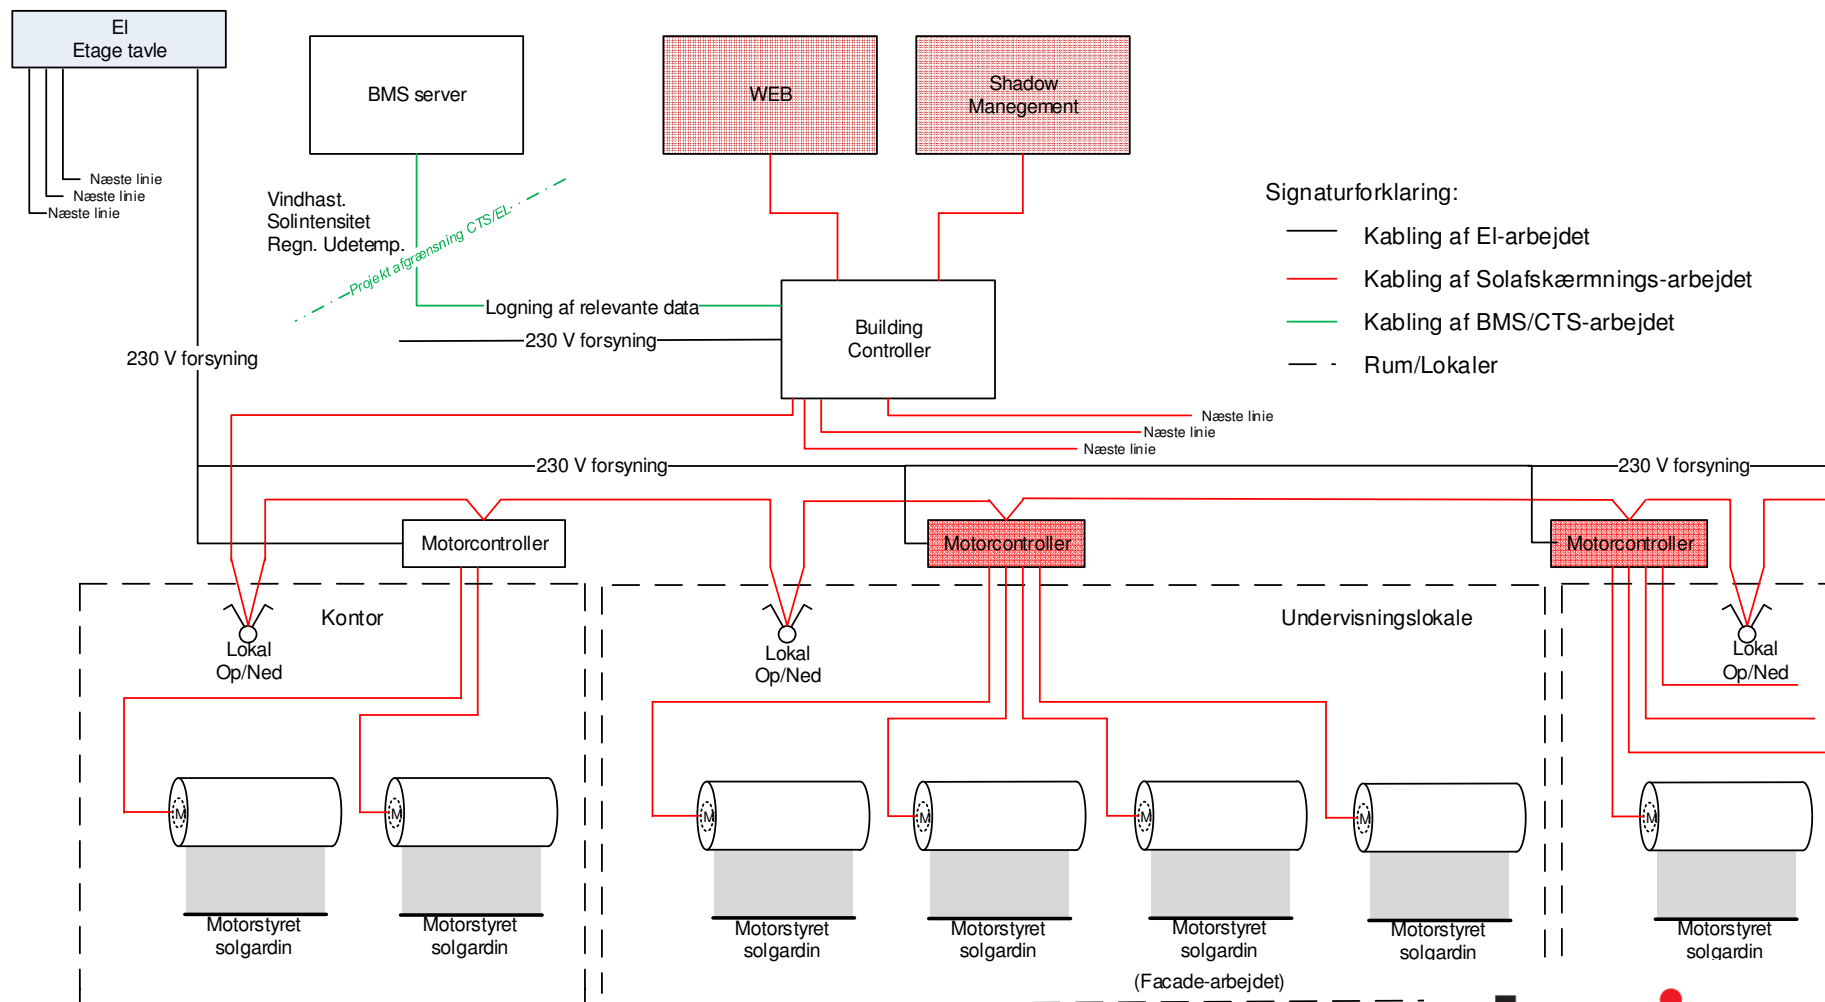 El
Etage tavle
BMS server
WEB
Shadow
Manegement
Næste linie
Næste linie
Næste linie
Vindhast.
Solintensitet
Regn. Udetemp.
Projekt afgrænsning CTS/EL
Signaturforklaring:
Kabling af El-arbejdet
Kabling af Solafskærmnings-arbejdet
Kabling af BMS/CTS-arbejdet
Rum/Lokaler
Logning af relevante data
230 V forsyning
Building
Controller
230 V forsyning
Næste linie
Næste linie
Næste linie
230 V forsyning
230 V forsyning
Motorcontroller
Motorcontroller
Motorcontroller
Kontor
Undervisningslokale
Lokal
Op/Ned
Lokal
Op/Ned
Lokal
Op/Ned
M
M
M
M
M
M
M
Motorstyret
solgardin
Motorstyret
solgardin
Motorstyret
solgardin
Motorstyret
solgardin
Motorstyret
solgardin
Motorstyret
solgardin
Motorstyret
solgardin
(Facade-arbejdet)